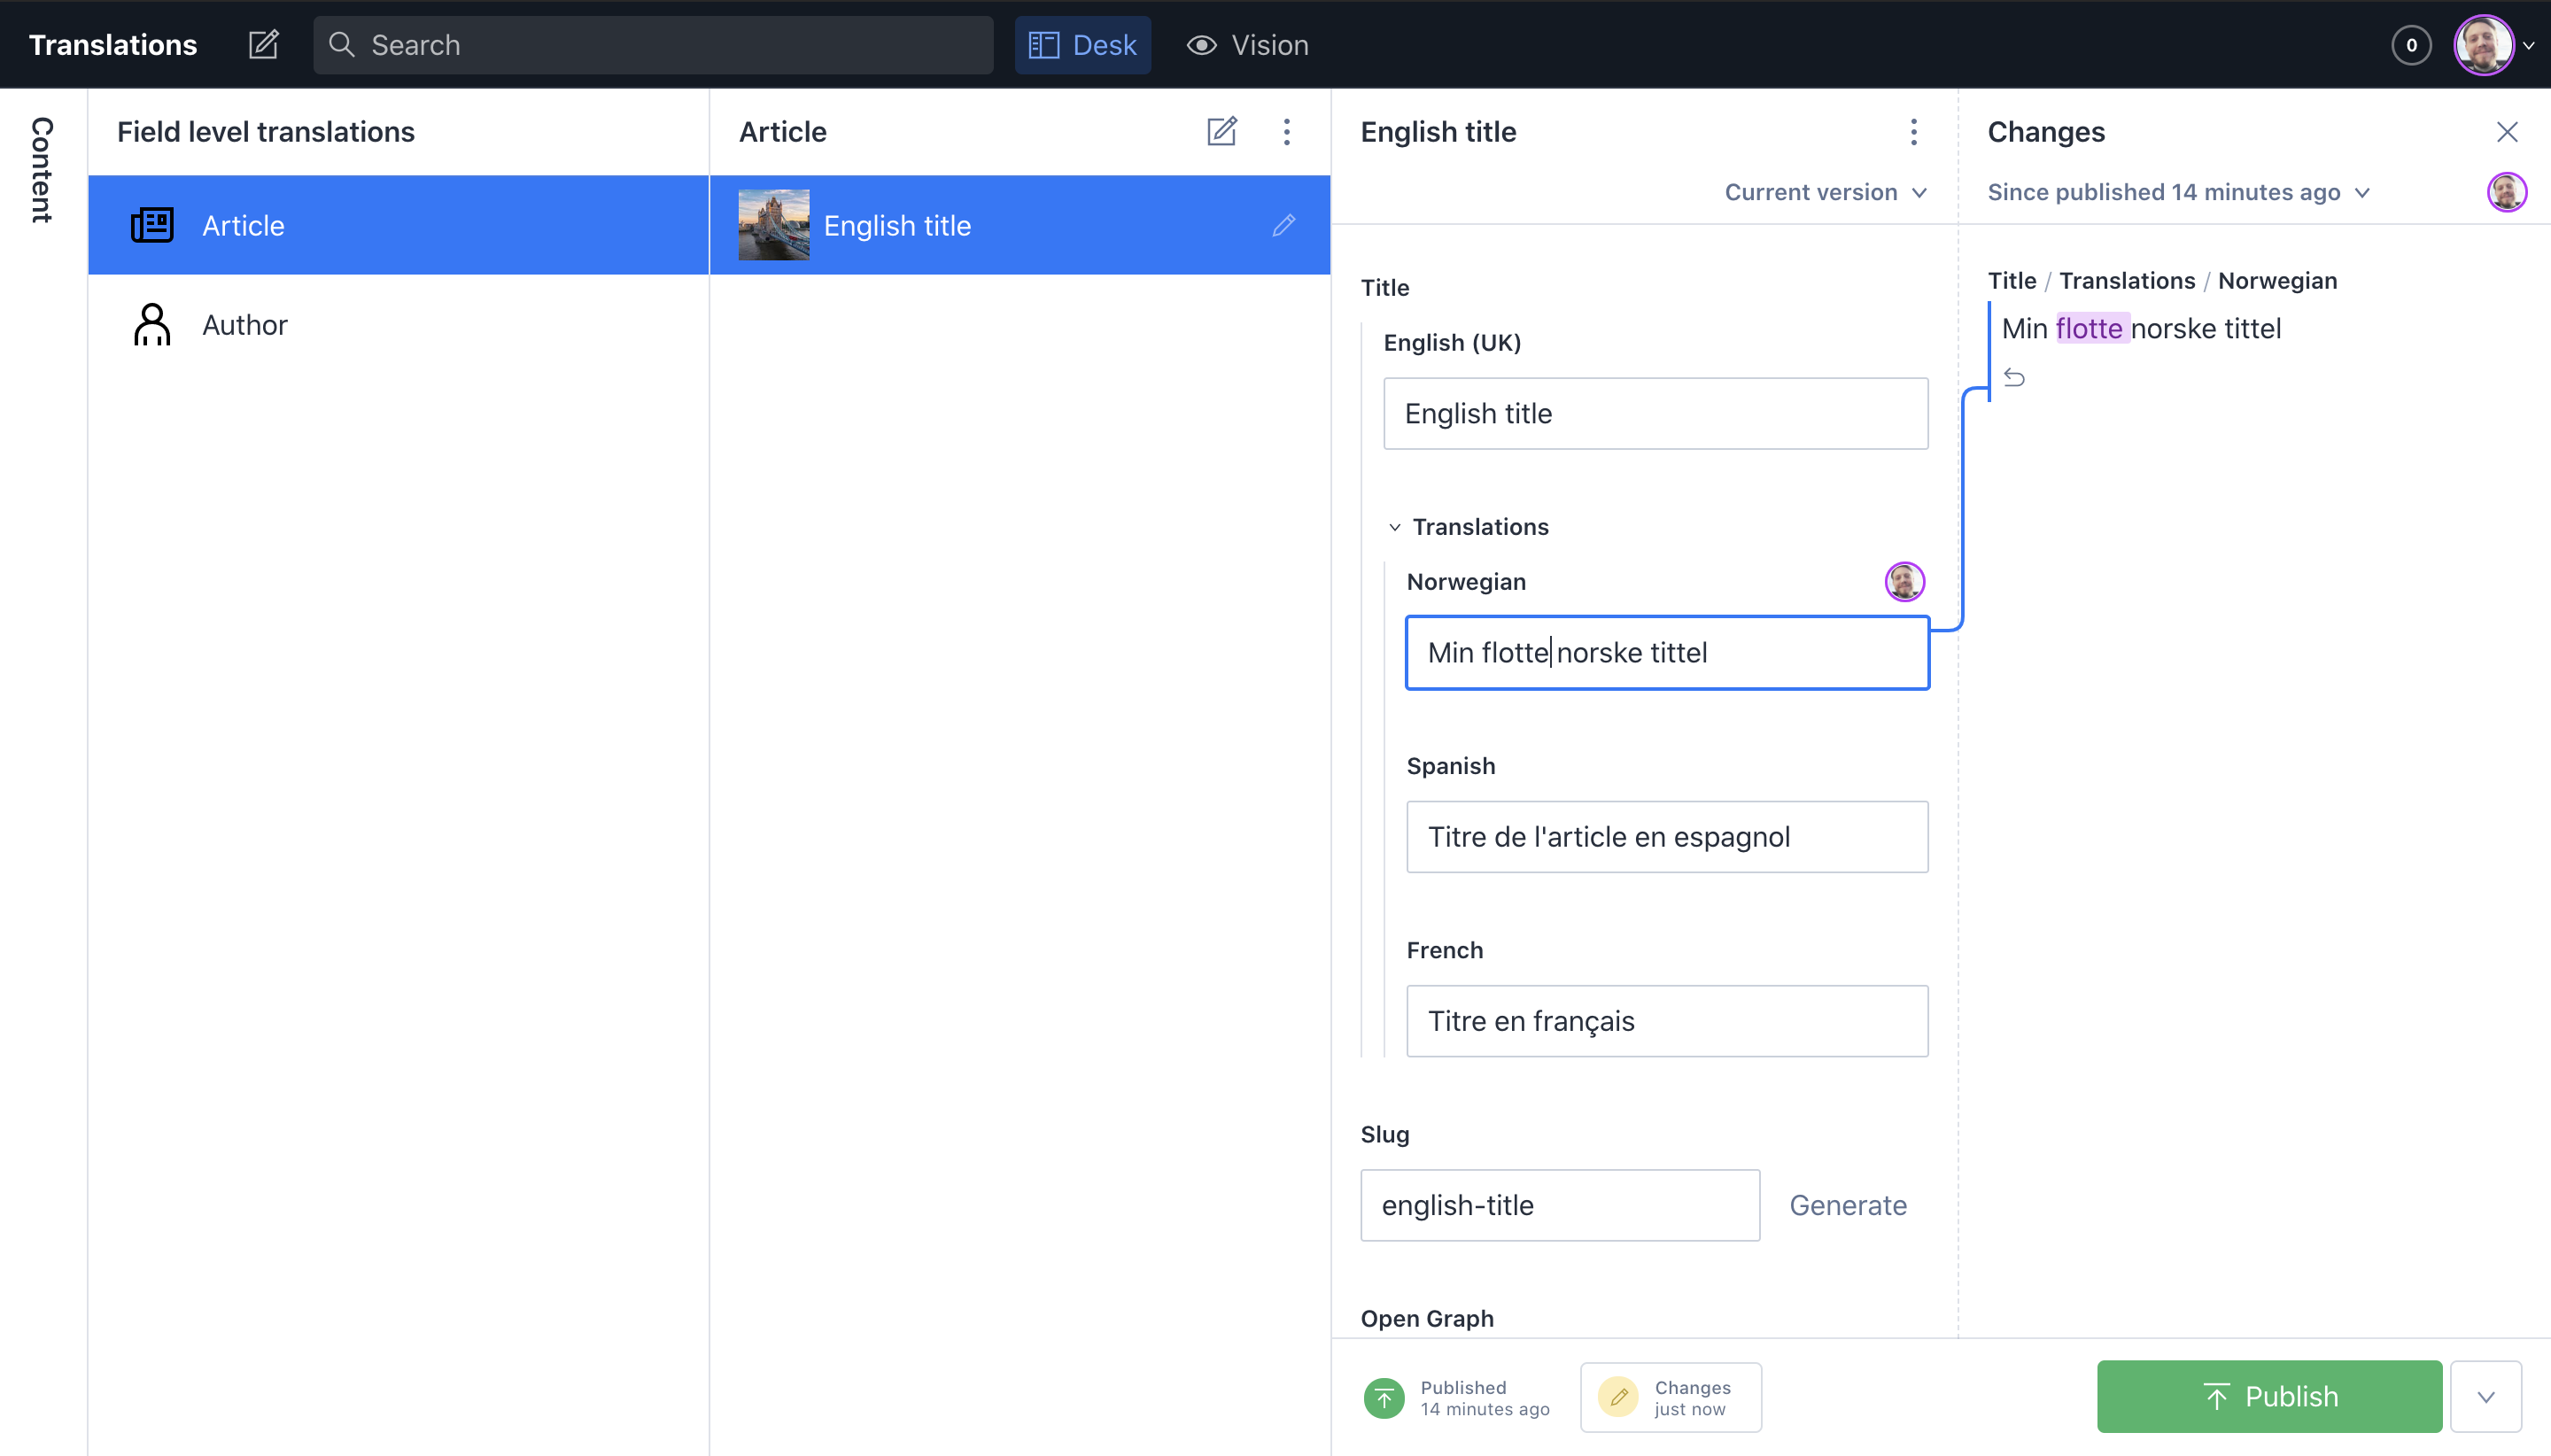 Translations
Search
Desk
Vision
0
Content
Field level translations
Article
Author
Article
English title
English title
Current version
Title
English (UK)
English title
Translations
Norwegian
Min flotte norske tittel
Spanish
Titre de l'article en espagnol
French
Titre en français
Slug
english-title
Generate
Open Graph
Changes
Since published 14 minutes ago
Title / Translations / Norwegian
Min flotte norske tittel
Published
14 minutes ago
Changes
just now
Publish